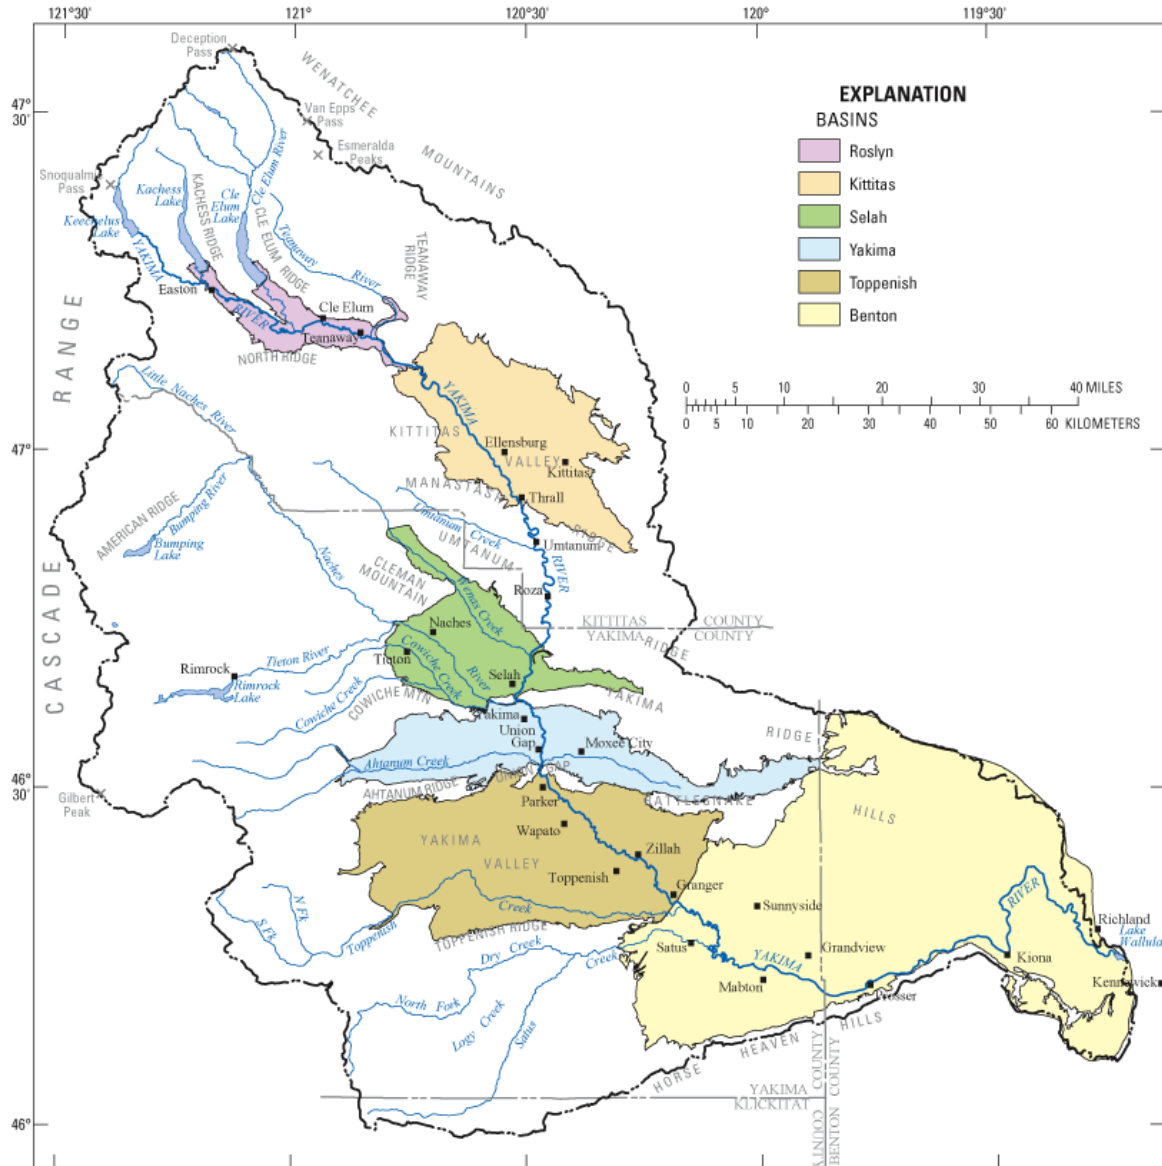 121°30'
121°
120°30'
120°
119°30'
Deception
Pass
WENATCHEE
47°
30'
Van Epps
Pass
Esmeralda
Peaks
MOUNTAINS
EXPLANATION
BASINS
Roslyn
Kittitas
Selah
Yakima
Toppenish
Benton
Snoqualmie
Pass
Kachess
Lake
KACHESS RIDGE
Cle
Elum
Lake
Cle Elum River
CLE ELUM RIDGE
Keechelus
Lake
YAKIMA
RIVER
Teanaway
River
TEANAWAY
RIDGE
Easton
Cle Elum
Teanaway
NORTH RIDGE
CASCADE RANGE
Little Naches River
0 5 10 20 30 40 MILES
0 5 10 20 30 40 50 60 KILOMETERS
YAKIMA
KITTITAS
VALLEY
Ellensburg
Kittitas
47°
MANASTASH
RIDGE
Thrall
AMERICAN RIDGE
Bumping River
Bumping
Lake
Umtanum
Creek
UMTANUM
RIDGE
Umtanum
RIVER
Naches
CLEMAN
MOUNTAIN
Wenas Creek
Roza
KITTITAS COUNTY
YAKIMA COUNTY
Naches
Tieton
Cowiche Creek
River
Selah
Rimrock
Tieton River
Rimrock
Lake
Cowiche Creek
COWICHE MTN
YAKIMA
RIDGE
Yakima
Union
Gap
Moxee City
Ahtanum Creek
AHTANUM RIDGE
UNION GAP
RATTLESNAKE
HILLS
46°
30'
Gilbert
Peak
Parker
Wapato
YAKIMA
VALLEY
Zillah
Toppenish
Granger
Sunnyside
N Fk
S Fk
Toppenish
Creek
TOPPENISH RIDGE
Satus
Grandview
YAKIMA
Mabton
Prosser
RIVER
Richland
Lake
Wallula
Kiona
Kennewick
Dry Creek
Creek
North Fork
Logy Creek
Satus
HORSE HEAVEN HILLS
YAKIMA COUNTY
BENTON COUNTY
YAKIMA
KLICKITAT COUNTY
46°